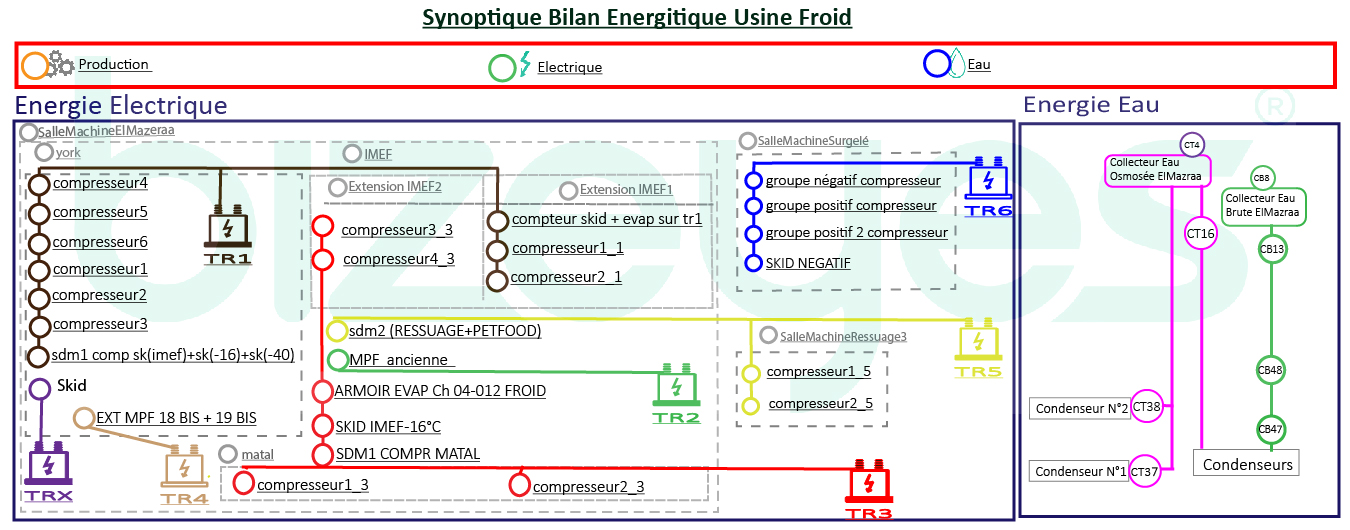 Synoptique Bilan Energitique Usine Froid
Production
Electrique
Eau
Energie Electrique
Energie Eau
bizeyes
®
SalleMachineElMazeraa
york
IMEF
compresseur4
compresseur5
compresseur6
compresseur1
compresseur2
compresseur3
sdm1 comp sk(imef)+sk(-16)+sk(-40)
Skid
EXT MPF 18 BIS + 19 BIS
TR1
TRX
TR4
Extension IMEF2
Extension IMEF1
compresseur3_3
compresseur4_3
compteur skid + evap sur tr1
compresseur1_1
compresseur2_1
sdm2 (RESSUAGE+PETFOOD)
MPF_ancienne
TR2
ARMOIR EVAP Ch 04-012 FROID
SKID IMEF-16°C
SDM1 COMPR MATAL
matal
compresseur1_3
compresseur2_3
TR3
SalleMachineSurgelé
groupe négatif compresseur
groupe positif compresseur
groupe positif 2 compresseur
SKID NEGATIF
TR6
SalleMachineRessuage3
compresseur1_5
compresseur2_5
TR5
CT4
Collecteur Eau
Osmosée ElMazraa
CT16
CB8
Collecteur Eau
Brute ElMazraa
CB13
CB48
CB47
Condenseur N°2
CT38
Condenseur N°1
CT37
Condenseurs